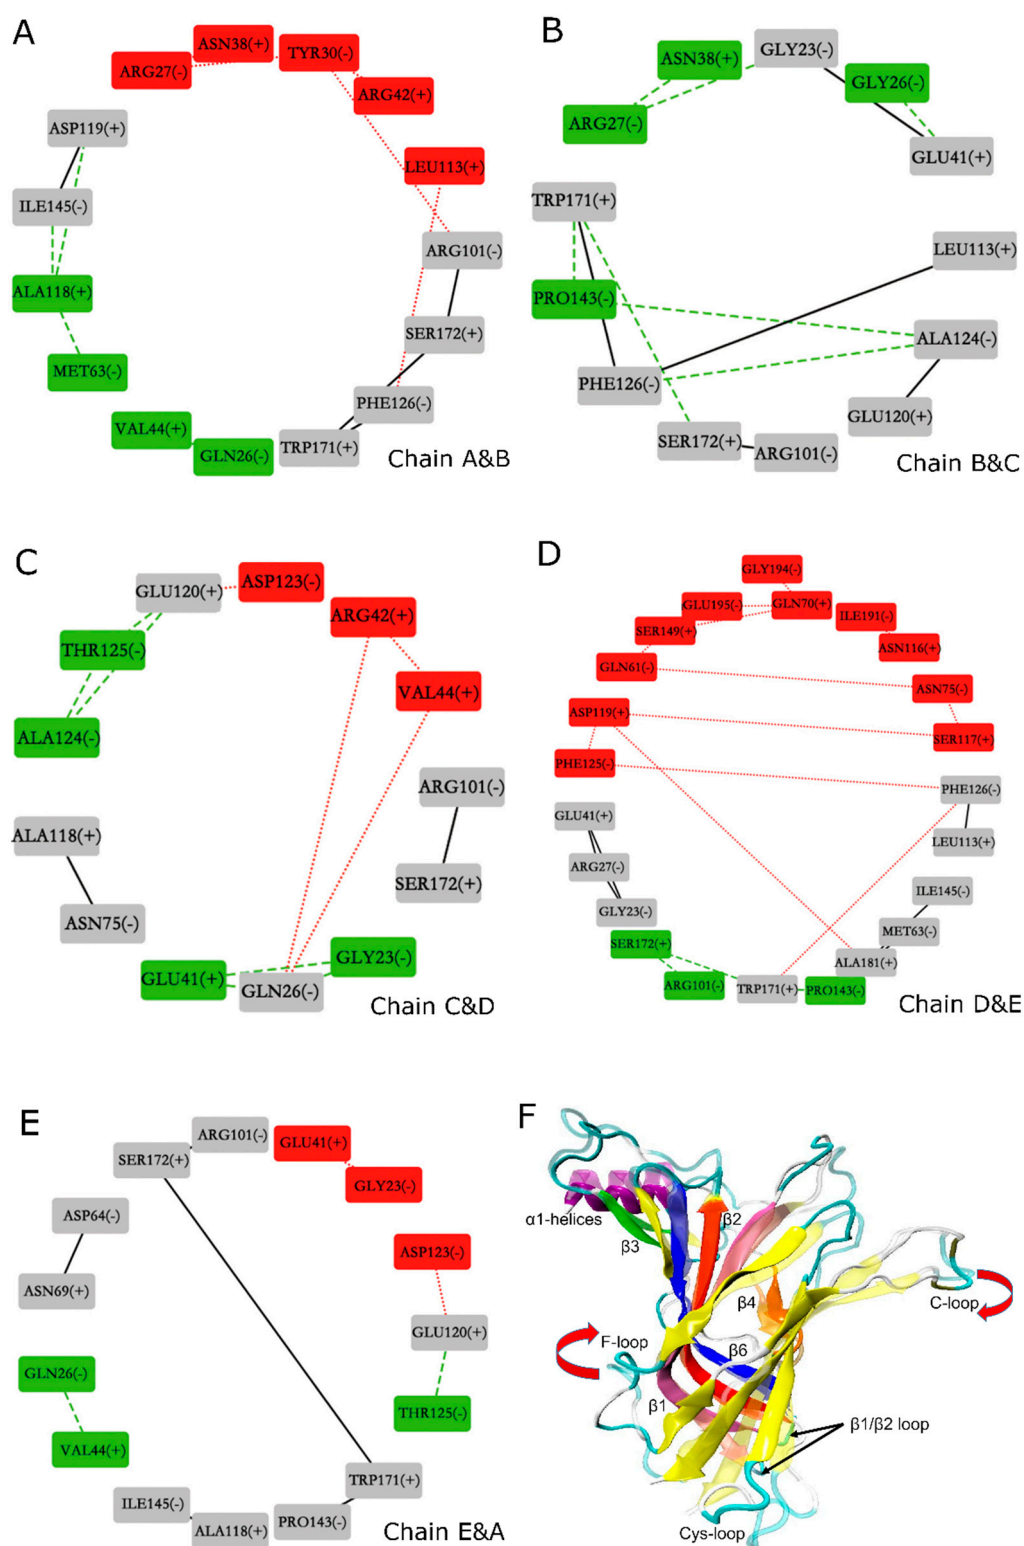 A
ASN38(+)
TYR30(-)
ARG27(-)
ARG42(+)
ASP119(+)
LEU113(+)
ILE145(-)
ARG101(-)
ALA118(+)
SER172(+)
MET63(-)
PHE126(-)
VAL44(+)
GLN26(-)
TRP171(+)
Chain A&B
B
GLY23(-)
ASN38(+)
GLY26(-)
ARG27(-)
GLU41(+)
TRP171(+)
LEU113(+)
PRO143(-)
ALA124(-)
PHE126(-)
GLU120(+)
SER172(+)
ARG101(-)
Chain B&C
C
GLU120(+)
ASP123(-)
ARG42(+)
THR125(-)
VAL44(+)
ALA124(-)
ARG101(-)
ALA118(+)
SER172(+)
ASN75(-)
GLY23(-)
GLU41(+)
GLN26(-)
Chain C&D
D
GLY194(-)
GLU195(-)
GLN70(+)
ILE191(-)
SER149(+)
ASN116(+)
GLN61(-)
ASN75(-)
ASP119(+)
SER117(+)
PHE125(-)
PHE126(-)
GLU41(+)
LEU113(+)
ARG27(-)
ILE145(-)
GLY23(-)
MET63(-)
SER172(+)
ALA181(+)
ARG101(-)
TRP171(+)
PRO143(-)
Chain D&E
E
ARG101(-)
GLU41(+)
SER172(+)
GLY23(-)
ASP64(-)
ASP123(-)
ASN69(+)
GLU120(+)
GLN26(-)
THR125(-)
VAL44(+)
TRP171(+)
ILE145(-)
PRO143(-)
ALA118(+)
Chain E&A
F
α1-helices
β2
β3
β4
C-loop
F-loop
β6
β1
β1/β2 loop
Cys-loop